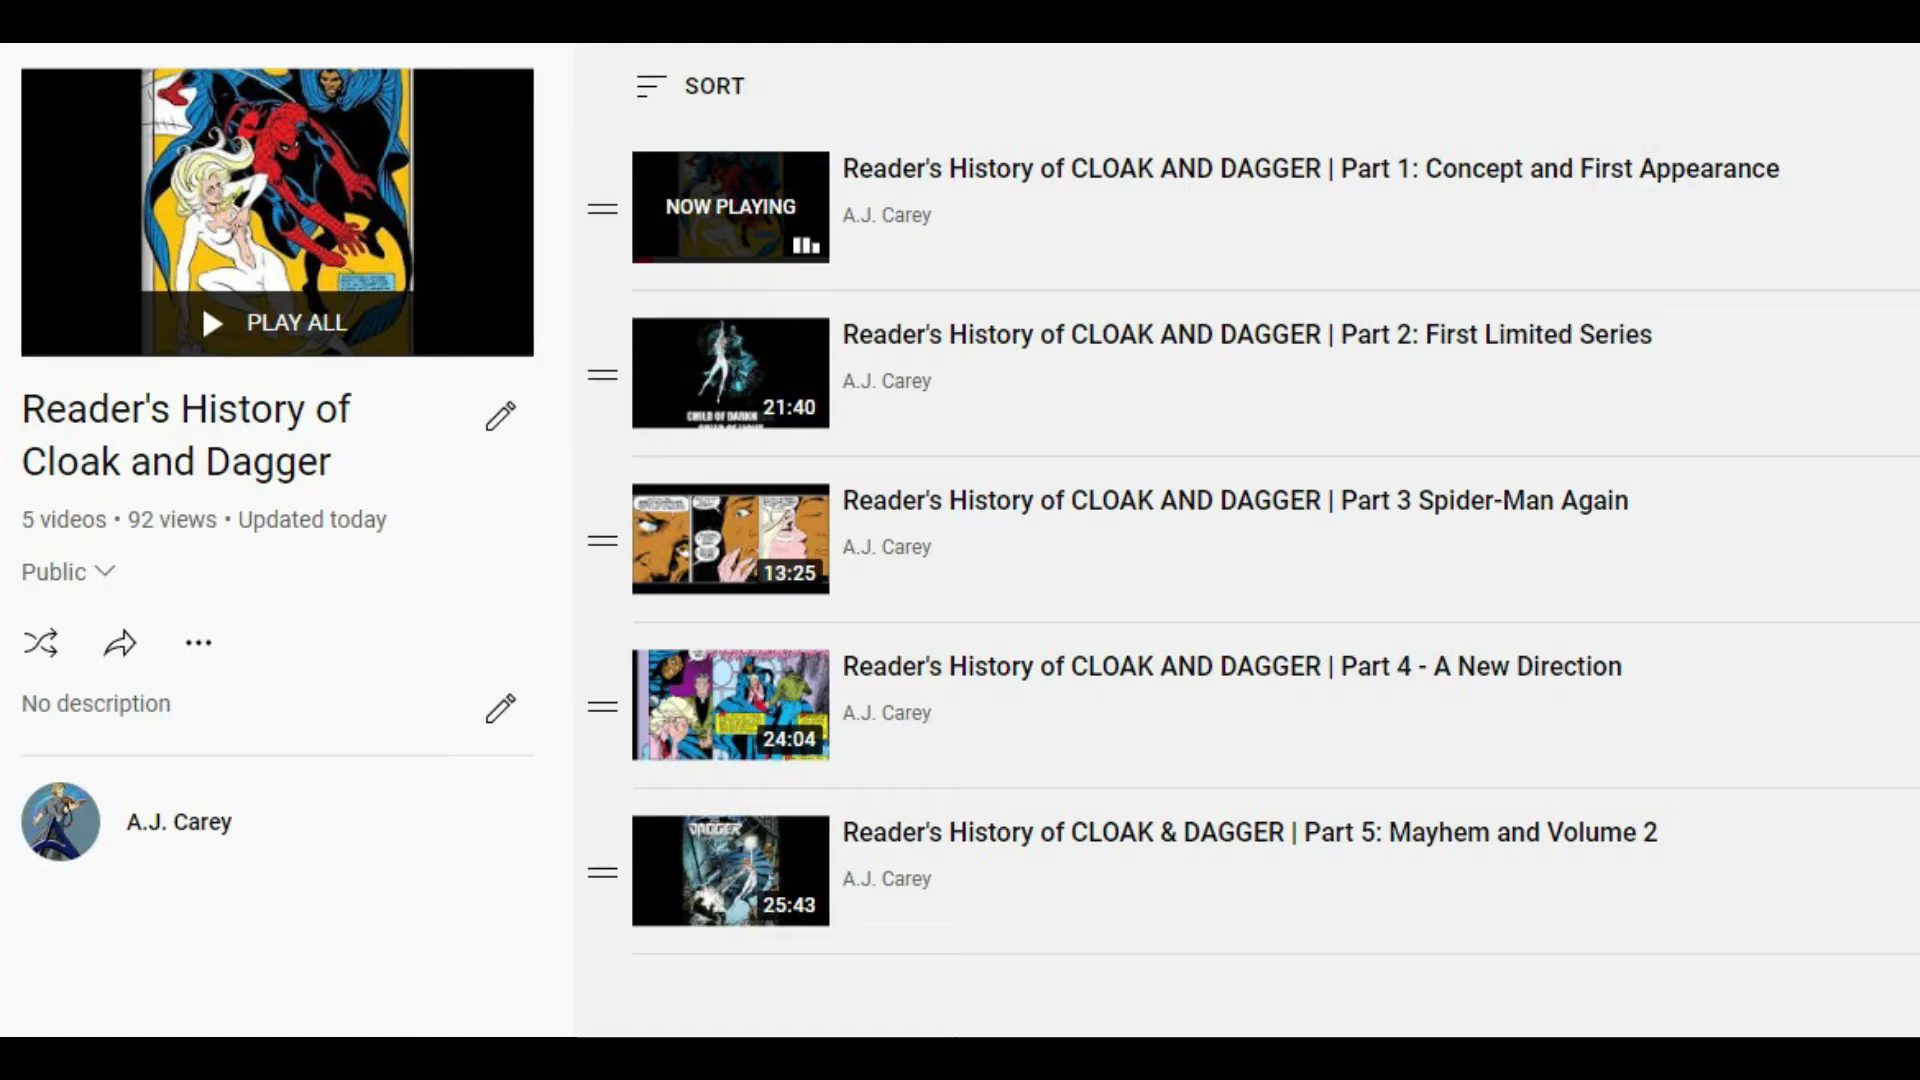 PLAY ALL
Reader's History of
Cloak and Dagger
5 videos • 92 views • Updated today
Public
No description
A.J. Carey
SORT
NOW PLAYING
Reader's History of CLOAK AND DAGGER | Part 1: Concept and First Appearance
A.J. Carey
21:40
Reader's History of CLOAK AND DAGGER | Part 2: First Limited Series
A.J. Carey
13:25
Reader's History of CLOAK AND DAGGER | Part 3 Spider-Man Again
A.J. Carey
24:04
Reader's History of CLOAK AND DAGGER | Part 4 - A New Direction
A.J. Carey
DAGGER
25:43
Reader's History of CLOAK & DAGGER | Part 5: Mayhem and Volume 2
A.J. Carey